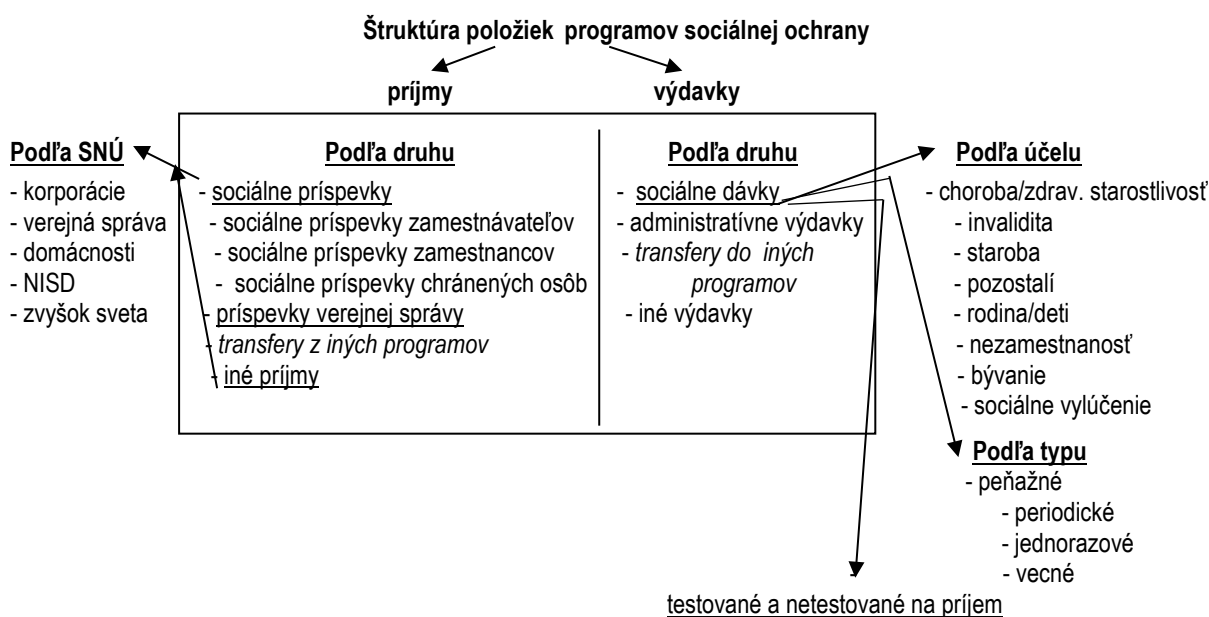 Štruktúra položiek programov sociálnej ochrany
príjmy
výdavky
Podľa SNÚ
- korporácie
- verejná správa
- domácnosti
- NISD
- zvyšok sveta
Podľa druhu
- sociálne príspevky
- sociálne príspevky zamestnávateľov
- sociálne príspevky zamestnancov
- sociálne príspevky chránených osôb
- príspevky verejnej správy
- transfery z iných programov
- iné príjmy
Podľa druhu
- sociálne dávky
- administratívne výdavky
- transfery do iných
programov
- iné výdavky
Podľa účelu
- choroba/zdrav. starostlivosť
- invalidita
- staroba
- pozostalí
- rodina/deti
- nezamestnanosť
- bývanie
- sociálne vylúčenie
Podľa typu
- peňažné
- periodické
- jednorazové
- vecné
-
testované a netestované na príjem